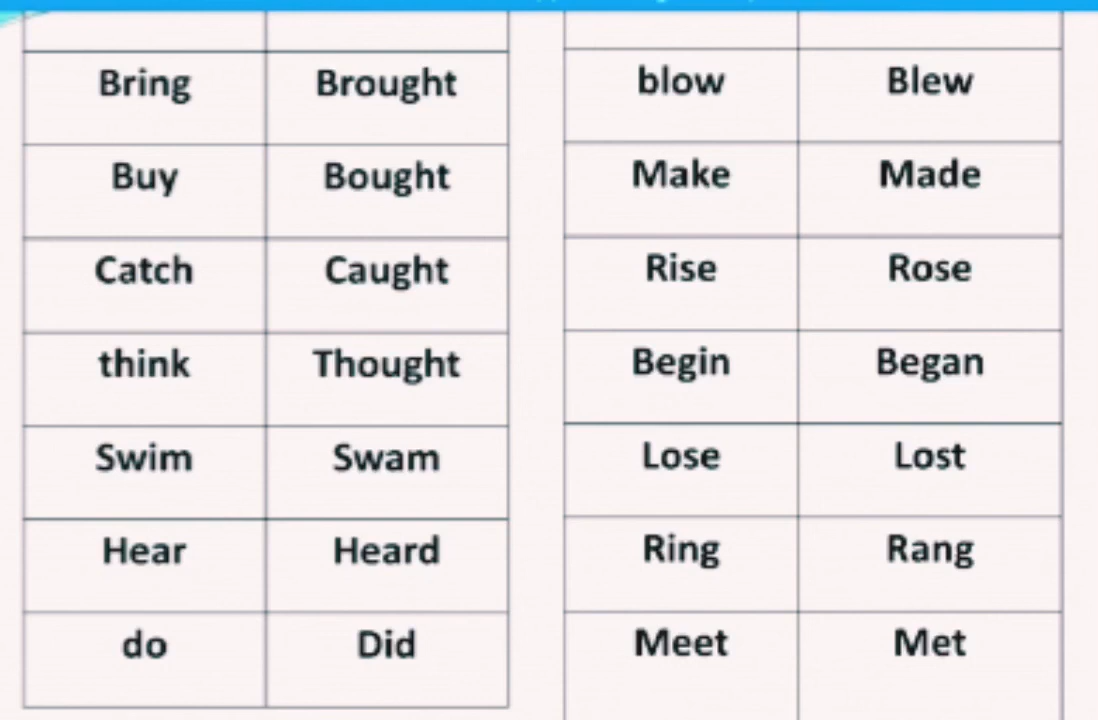 Bring Brought
Buy Bought
Catch Caught
think Thought
Swim Swam
Hear Heard
do Did
blow Blew
Make Made
Rise Rose
Begin Began
Lose Lost
Ring Rang
Meet Met